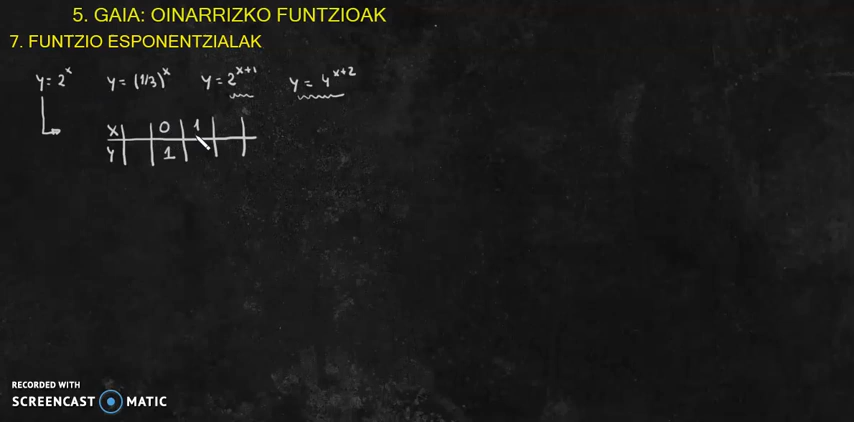 5. GAIA: OINARRIZKO FUNTZIOAK
7. FUNTZIO ESPONENTZIALAK
y=2^x y=(1/3)^x y=2^{x+1} y=4^{x+2}
X 0 1
Y 1
RECORDED WITH
SCREENCAST MATIC